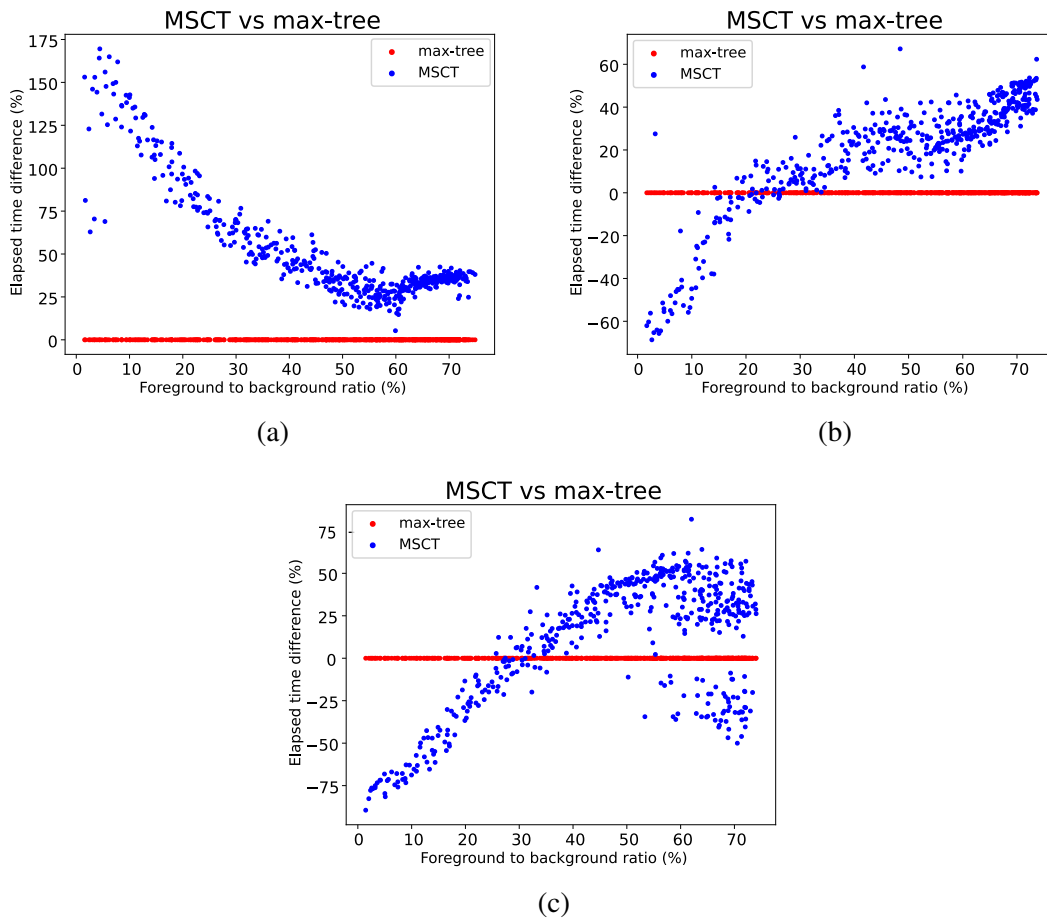 MSCT vs max-tree
175
150
125
100
75
50
25
0
Elapsed time difference (%)
max-tree
MSCT
0 10 20 30 40 50 60 70
Foreground to background ratio (%)
(a)
MSCT vs max-tree
60
40
20
0
−20
−40
−60
Elapsed time difference (%)
max-tree
MSCT
0 10 20 30 40 50 60 70
Foreground to background ratio (%)
(b)
MSCT vs max-tree
75
50
25
0
−25
−50
−75
Elapsed time difference (%)
max-tree
MSCT
0 10 20 30 40 50 60 70
Foreground to background ratio (%)
(c)